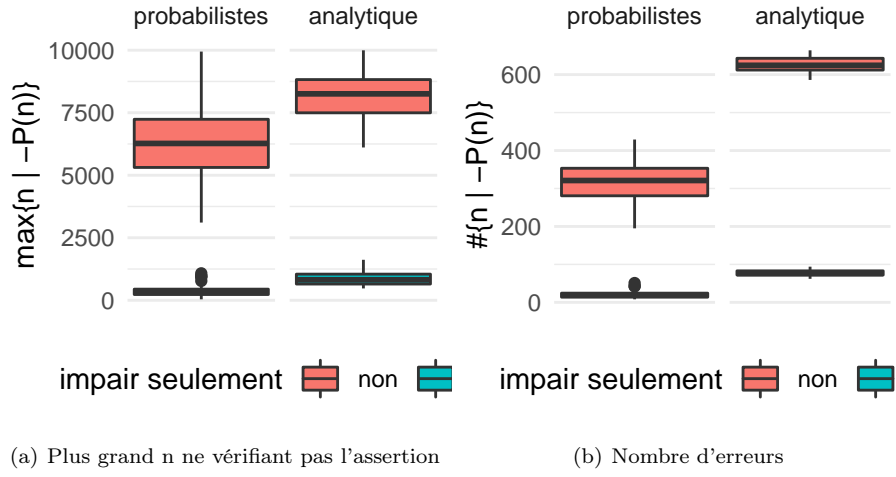 probabilistes analytique
10000
7500
5000
2500
0
max{n | −P(n)}
impair seulement non
(a) Plus grand n ne vérifiant pas l'assertion
probabilistes analytique
600
400
200
0
#{n | −P(n)}
impair seulement non
(b) Nombre d'erreurs